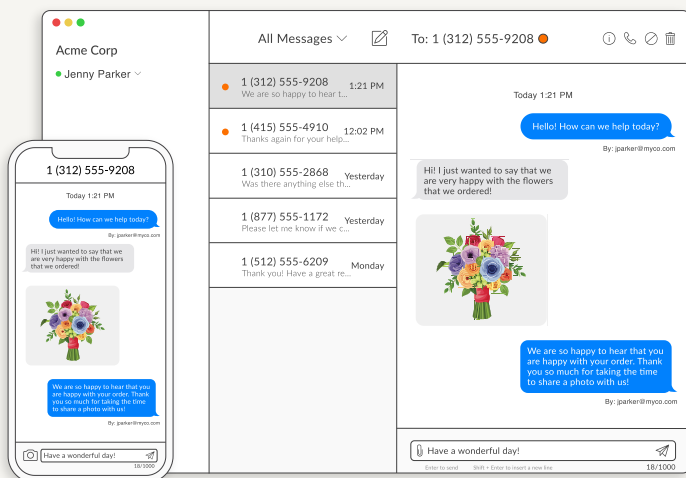 Acme Corp
Jenny Parker
All Messages
1 (312) 555-9208
1:21 PM
We are so happy to hear t...
1 (415) 555-4910
12:02 PM
Thanks again for your help...
1 (310) 555-2868
Yesterday
Was there anything else th...
1 (877) 555-1172
Yesterday
Please let me know if we c...
1 (512) 555-6209
Monday
Thank you! Have a great re...
To: 1 (312) 555-9208
Today 1:21 PM
Hello! How can we help today?
By: jparker@myco.com
Hi! I just wanted to say that we
are very happy with the flowers
that we ordered!
We are so happy to hear that you
are happy with your order. Thank
you so much for taking the time
to share a photo with us!
By: jparker@myco.com
Have a wonderful day!
Enter to send
Shift + Enter to insert a new line
18/1000
1 (312) 555-9208
Today 1:21 PM
Hello! How can we help today?
By: jparker@myco.com
Hi! I just wanted to say that we
are very happy with the flowers
that we ordered!
We are so happy to hear that you
are happy with your order. Thank
you so much for taking the time
to share a photo with us!
By: jparker@myco.com
Have a wonderful day!
18/1000